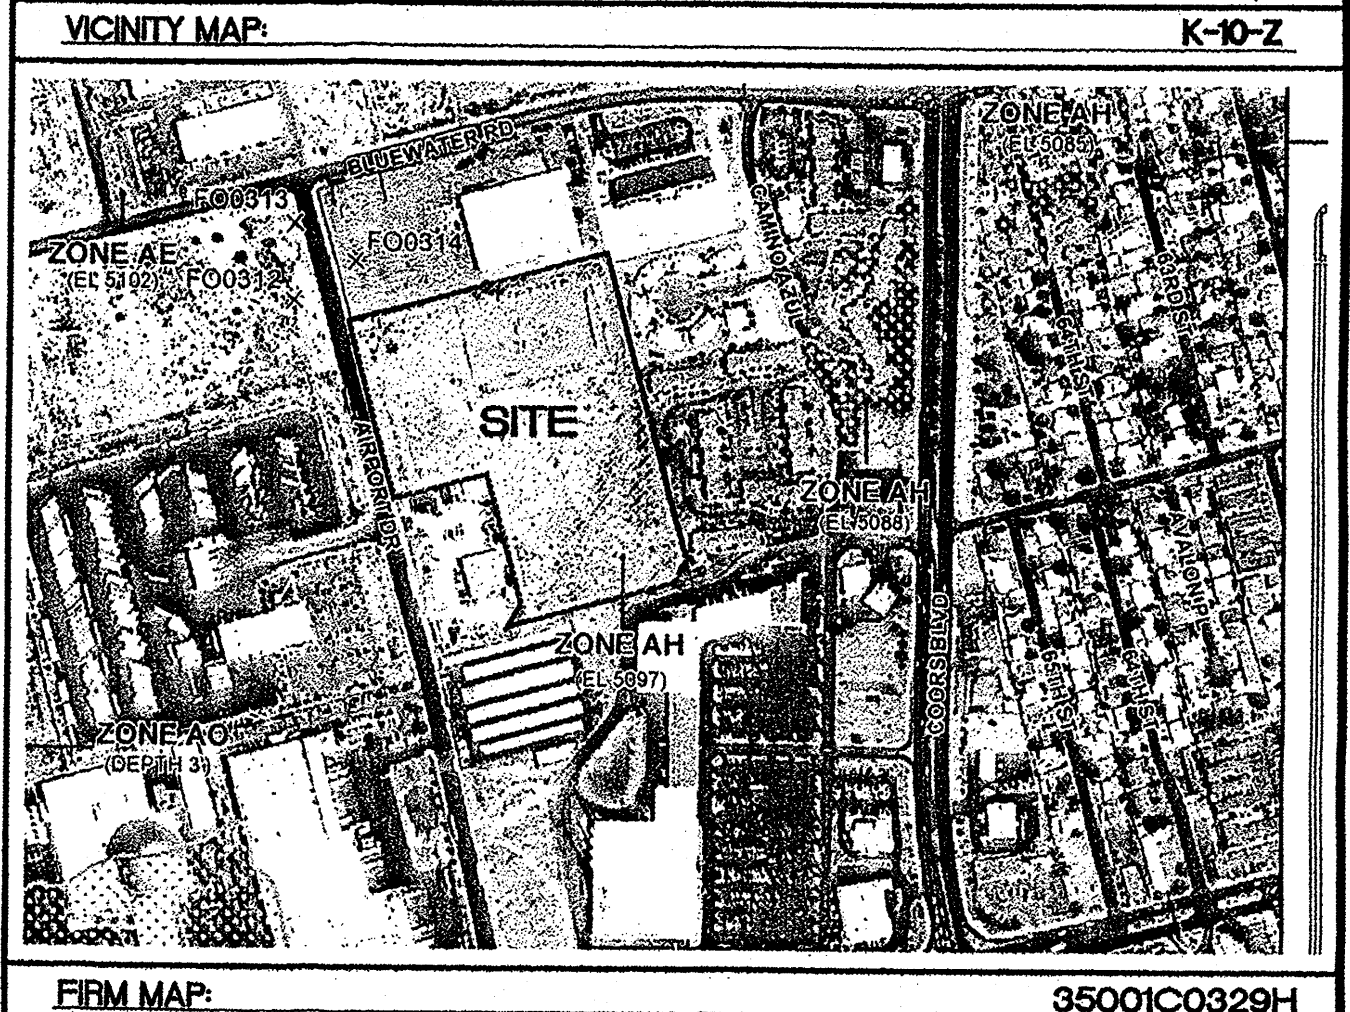 VICINITY MAP:
K-10-Z
ZONE AH
(EL 5085)
BLUEWATER RD
FO0313
CAMINO AZUL
FO0314
ZONE AE
(EL 5102)
FO0312
63RD ST
64TH ST
SITE
AIRPORT DR
ZONE AH
(EL 5088)
AVALON PL
ZONE AH
(EL 5097)
COORS BLVD
65TH ST
64TH ST
ZONE AO
(DEPTH 3')
FIRM MAP:
35001C0329H